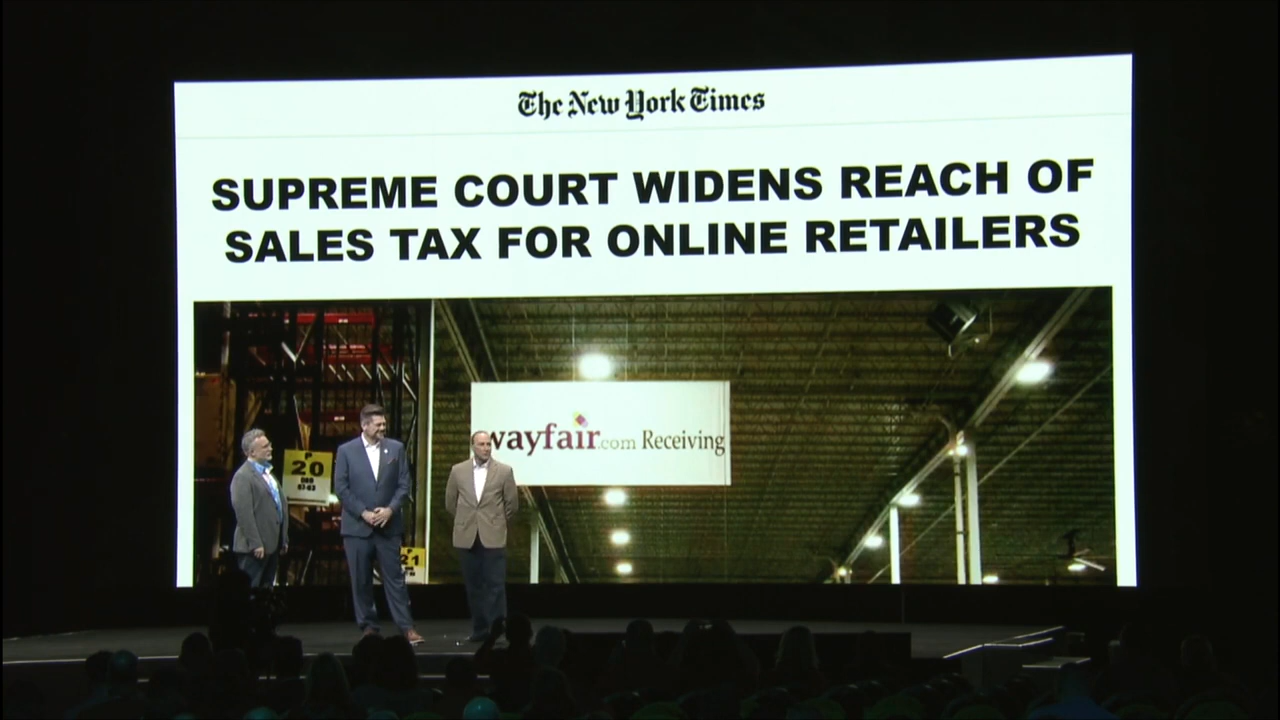 The New York Times
SUPREME COURT WIDENS REACH OF
SALES TAX FOR ONLINE RETAILERS
wayfair.com Receiving
P
20
21